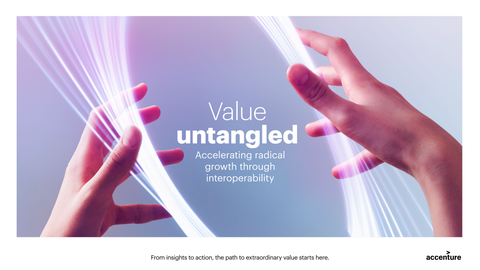 Value
untangled
Accelerating radical
growth through
interoperability
From insights to action, the path to extraordinary value starts here.
accenture